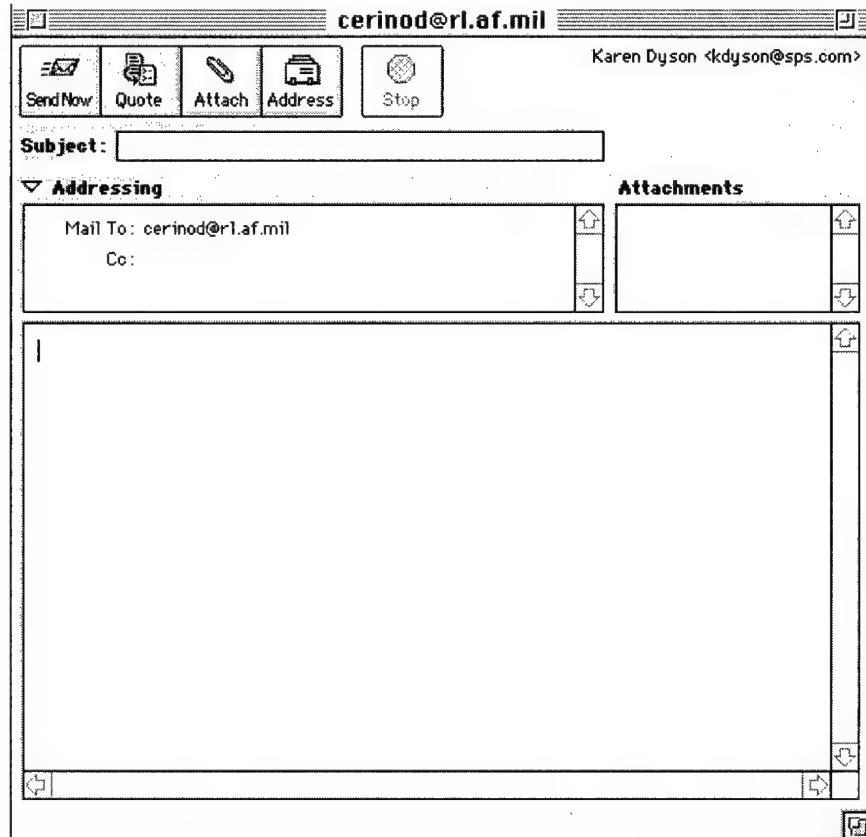 cerinod@rl.af.mil
Karen Dyson <kdyson@sps.com>
Send Now Quote Attach Address Stop
Subject:
Addressing Attachments
Mail To: cerinod@rl.af.mil
Cc: